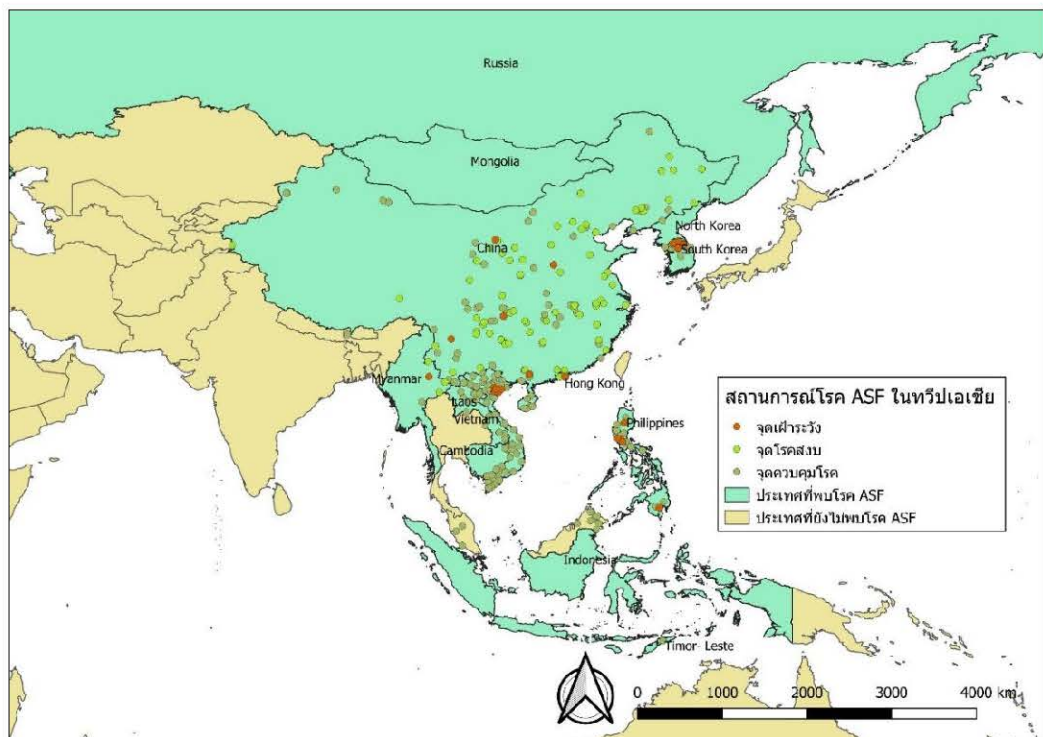 Russia
Mongolia
North Korea
China
South Korea
Myanmar
Hong Kong
Laos
Vietnam
Philippines
Cambodia
Indonesia
Timor- Leste
สถานการณ์โรค ASF ในทวีปเอเชีย
จุดเฝ้าระวัง
จุดโรคสงบ
จุดควบคุมโรค
ประเทศที่พบโรค ASF
ประเทศที่ยังไม่พบโรค ASF
0 1000 2000 3000 4000 km